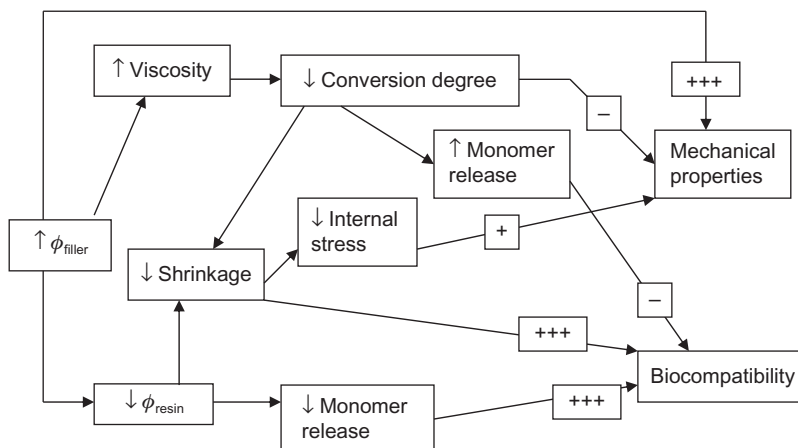 +++
↑ Viscosity
↓ Conversion degree
–
↑ Monomer
release
Mechanical
properties
↓ Internal
stress
+
↑ ϕfiller
↓ Shrinkage
–
+++
Biocompatibility
↓ ϕresin
↓ Monomer
release
+++